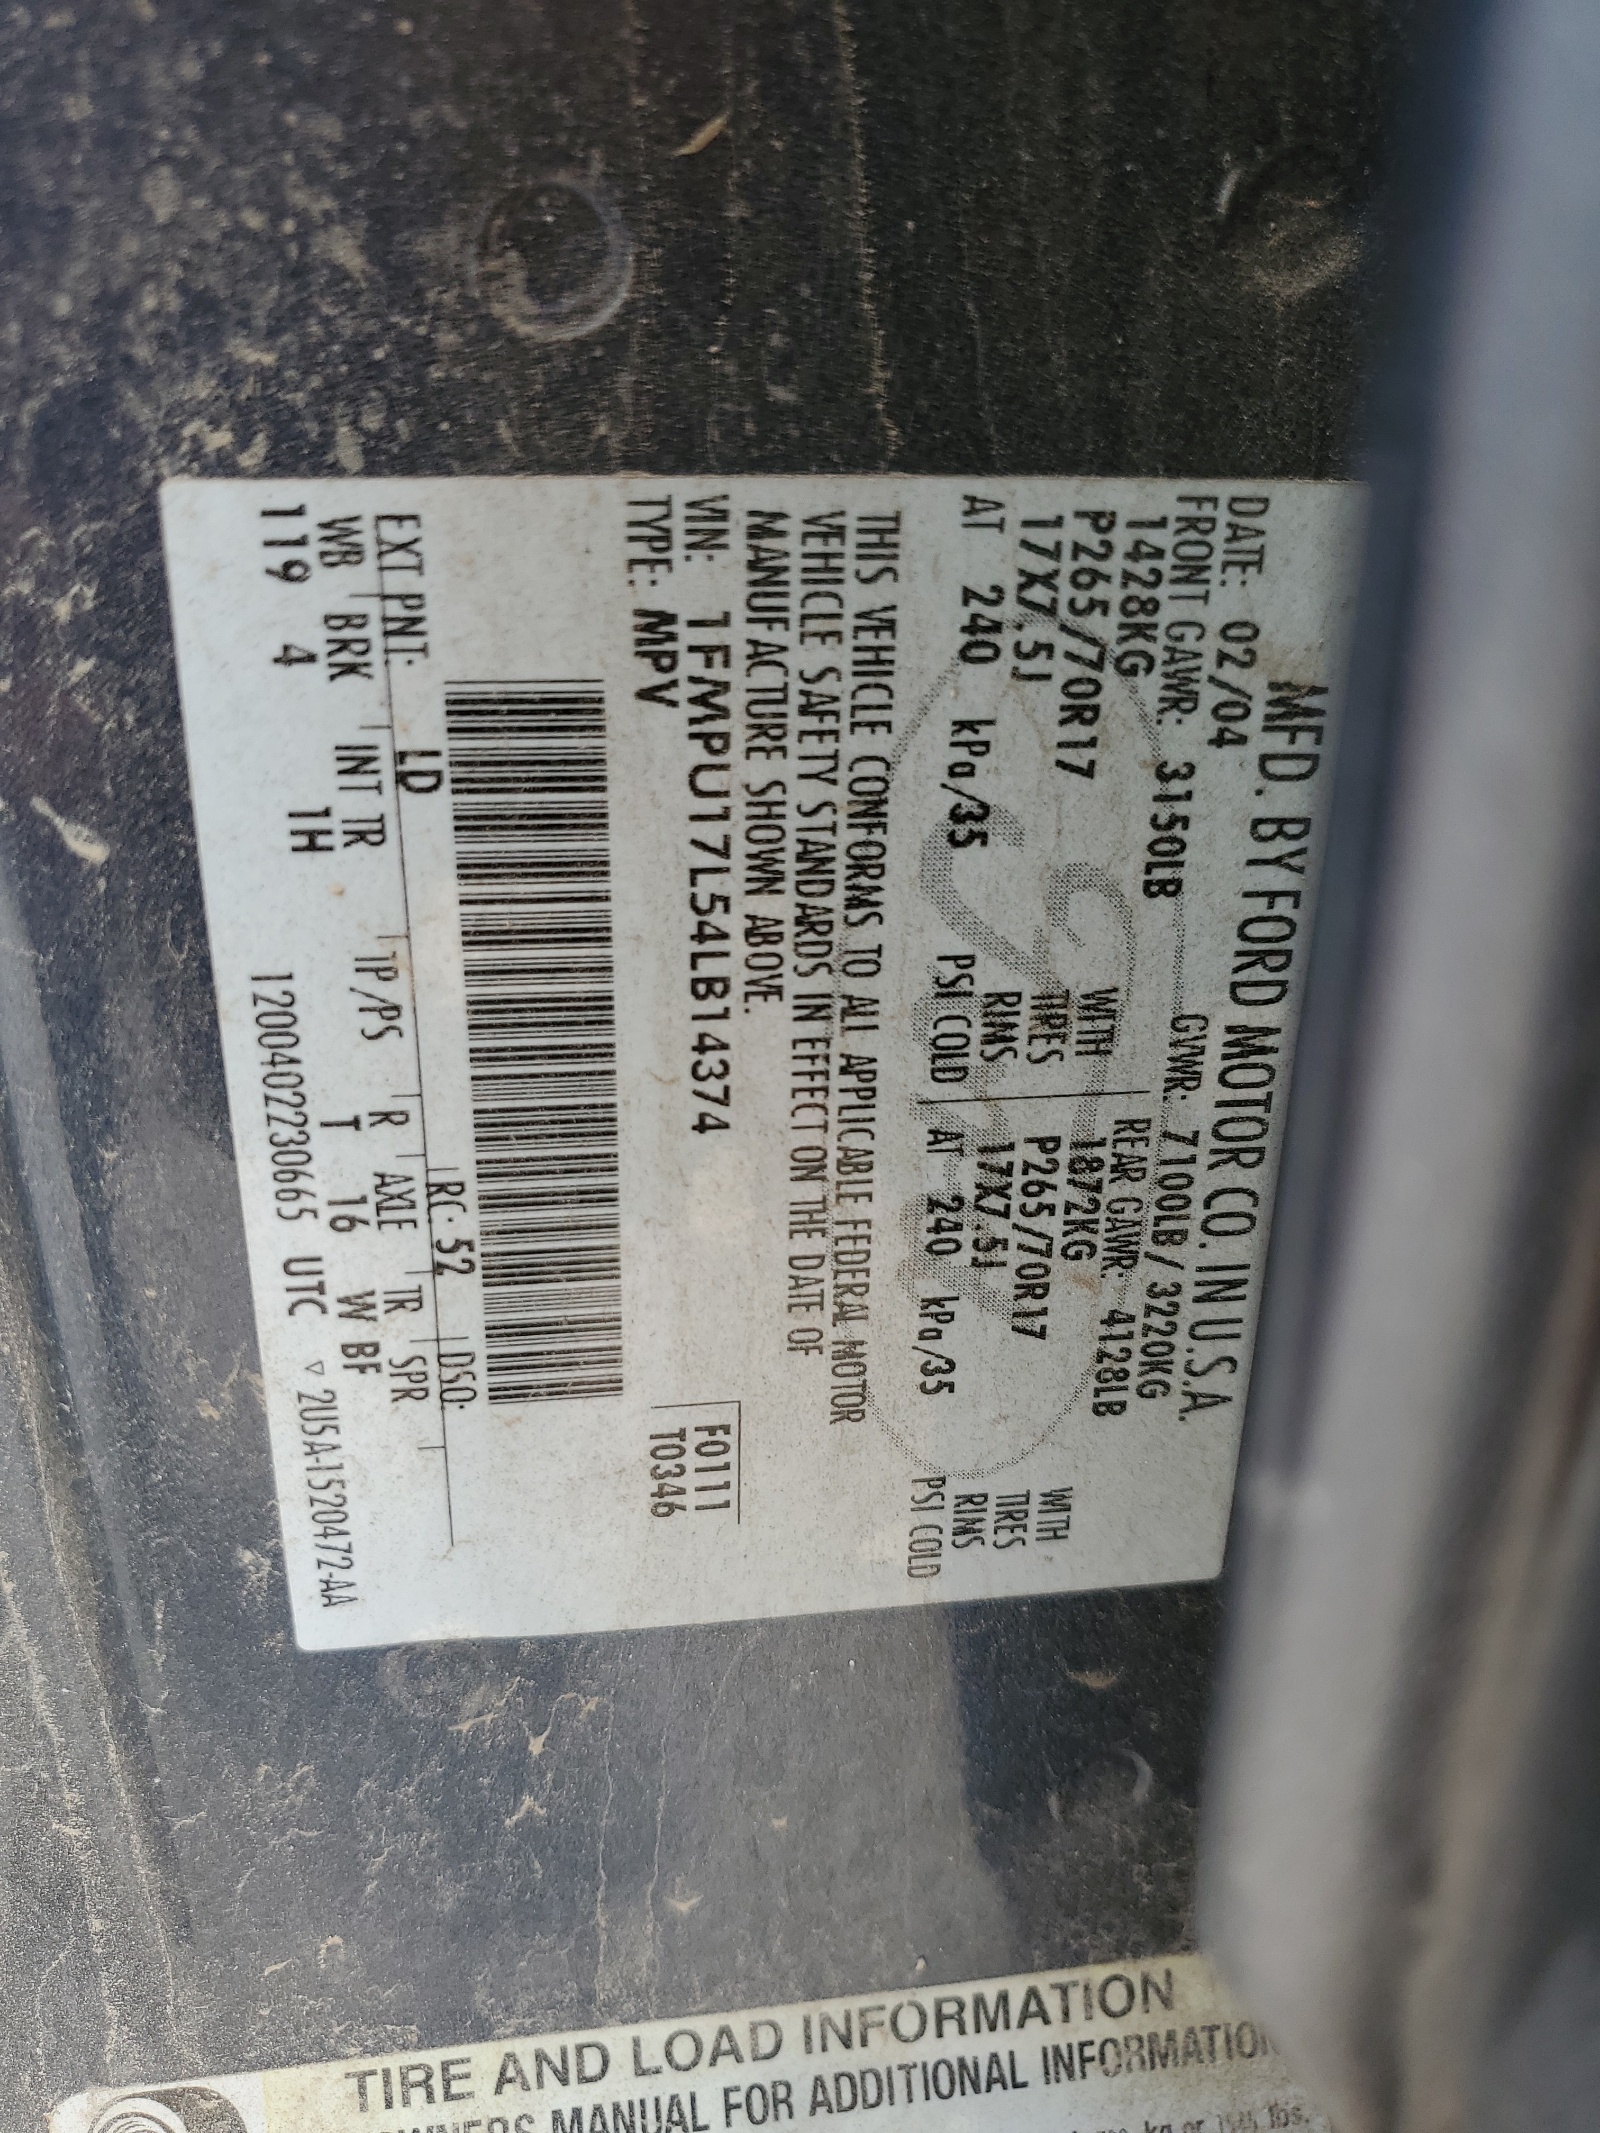 MFD. BY FORD MOTOR CO. IN U.S.A.
DATE: 02/04 GVWR: 7100LB/ 3220KG
FRONT GAWR: 3150LB REAR GAWR: 4128LB
1428KG WITH 1872KG WITH
P265/70R17 TIRES P265/70R17 TIRES
17X7.5J RIMS 17X7.5J RIMS
AT 240 kPa/35 PSI COLD AT 240 kPa/35 PSI COLD
THIS VEHICLE CONFORMS TO ALL APPLICABLE FEDERAL MOTOR
VEHICLE SAFETY STANDARDS IN EFFECT ON THE DATE OF
MANUFACTURE SHOWN ABOVE.
VIN: 1FMPU17L54LB14374 F0111
TYPE: MPV T0346
EXT PNT: LD RC: 52 DSO:
WB BRK INT TR TP/PS R AXLE TR SPR
119 4 1H T 16 W BF
12004022230665 UTC ▽ 2U5A-1520472-AA
TIRE AND LOAD INFORMATION
MANUAL FOR ADDITIONAL INFORMATION
kg or lbs.